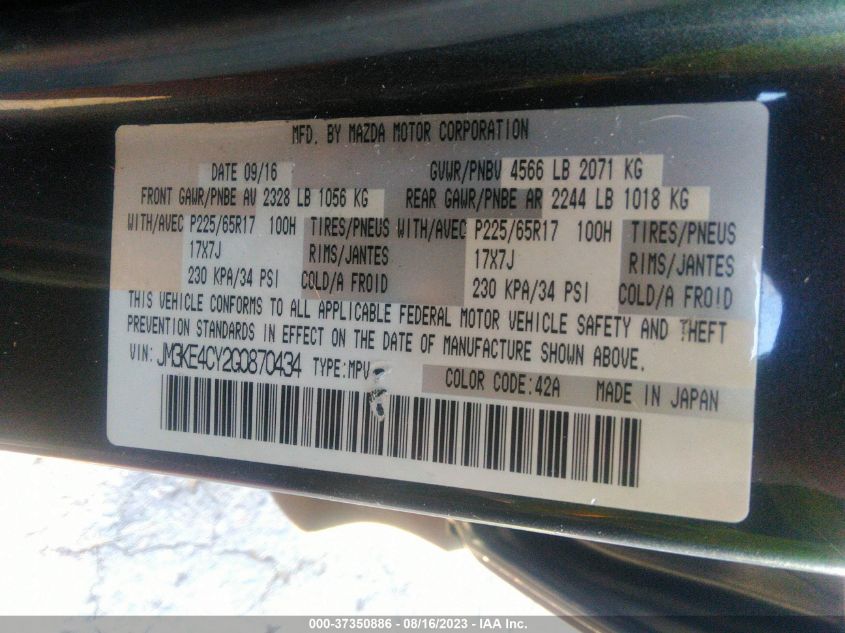 MFD. BY MAZDA MOTOR CORPORATION
DATE 09/16 GVWR/PNBV 4566 LB 2071 KG
FRONT GAWR/PNBE AV 2328 LB 1056 KG REAR GAWR/PNBE AR 2244 LB 1018 KG
WITH/AVEC P225/65R17 100H TIRES/PNEUS WITH/AVEC P225/65R17 100H TIRES/PNEUS
17X7J RIMS/JANTES 17X7J RIMS/JANTES
230 KPA/34 PSI COLD/A FROID 230 KPA/34 PSI COLD/A FROID
THIS VEHICLE CONFORMS TO ALL APPLICABLE FEDERAL MOTOR VEHICLE SAFETY AND THEFT
PREVENTION STANDARDS IN EFFECT ON THE DATE OF MANUFACTURE SHOWN ABOVE.
VIN: JM3KE4CY2G0870434 TYPE:MPV
COLOR CODE:42A MADE IN JAPAN
000-37350886 - 08/16/2023 - IAA Inc.